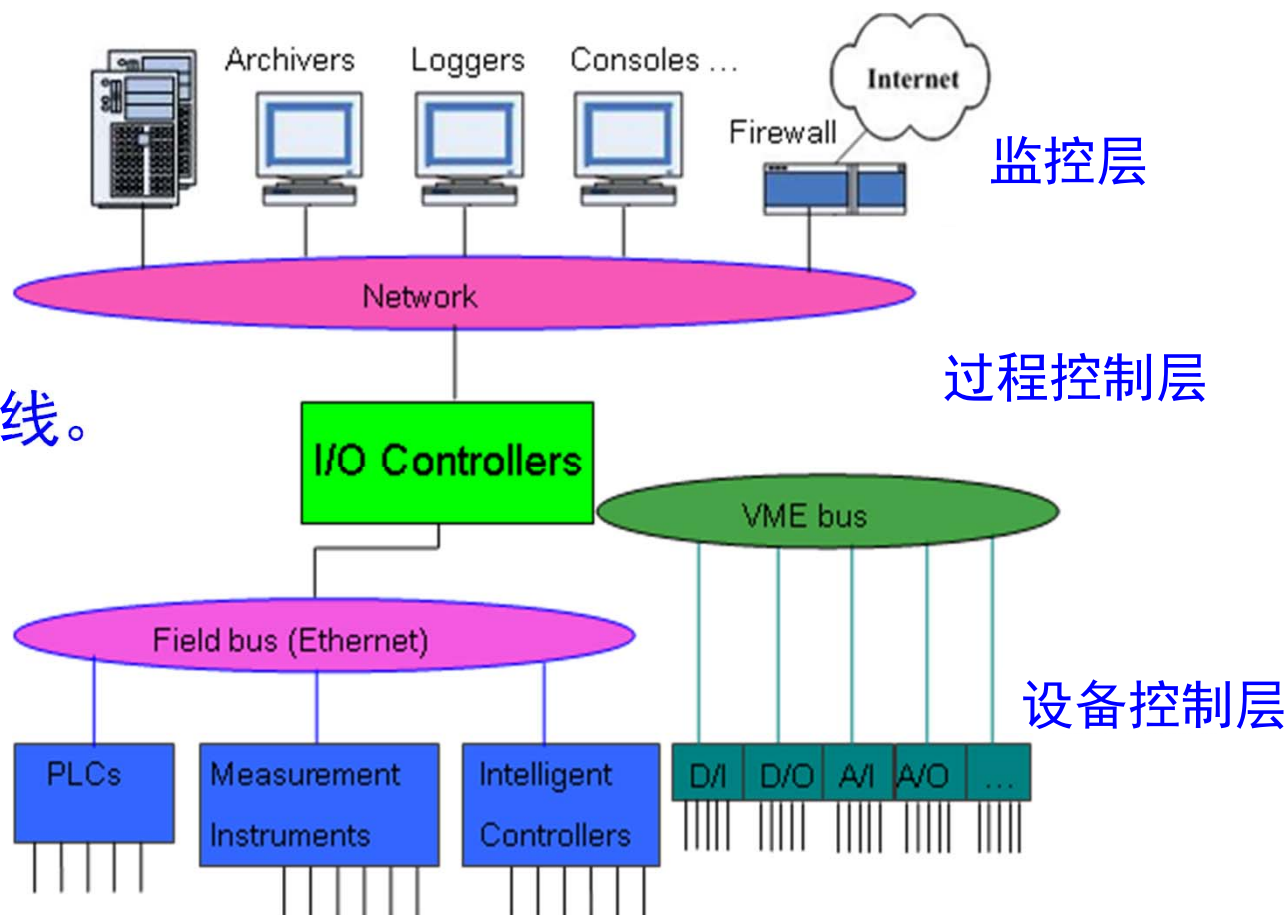 Archivers
Loggers
Consoles ...
Internet
Firewall
监控层
Network
过程控制层
线。
I/O Controllers
VME bus
Field bus (Ethernet)
设备控制层
PLCs
Measurement
Instruments
Intelligent
Controllers
D/I
D/O
A/I
A/O
...